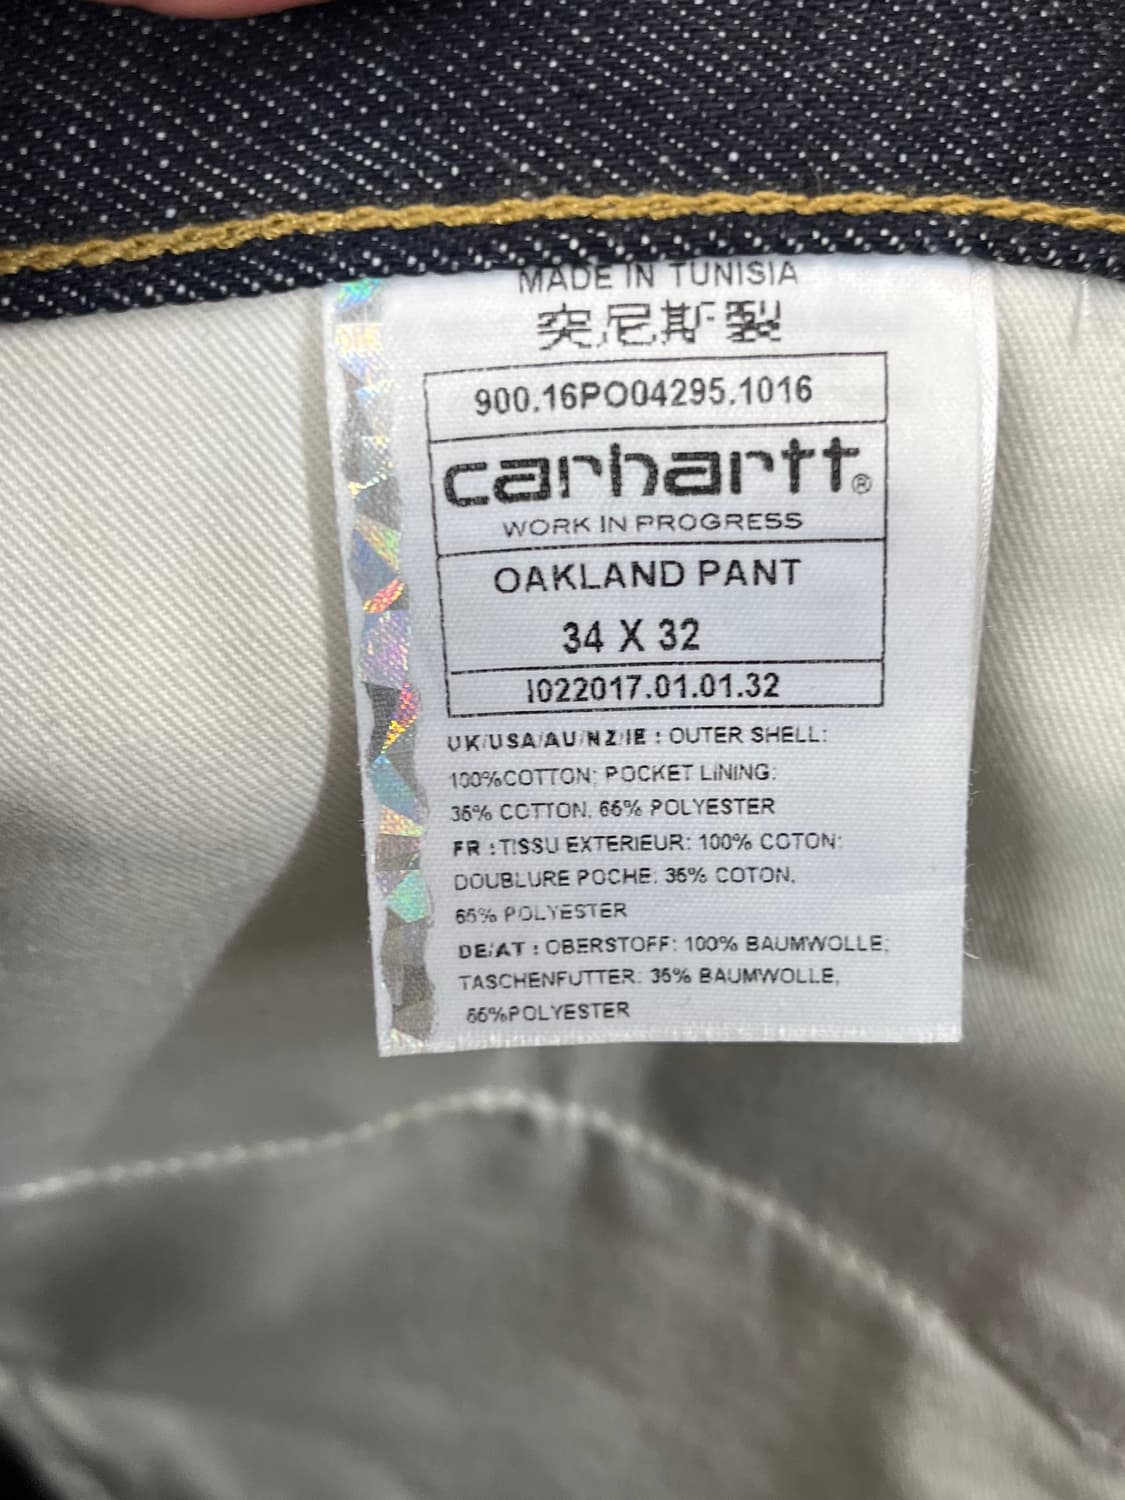 MADE IN TUNISIA
突尼斯製
900.16PO04295.1016
carhartt®
WORK IN PROGRESS
OAKLAND PANT
34 X 32
I022017.01.01.32
UK/USA/AU/NZ/IE : OUTER SHELL:
100%COTTON; POCKET LINING:
35% COTTON, 65% POLYESTER
FR : TISSU EXTERIEUR: 100% COTON;
DOUBLURE POCHE: 35% COTON,
65% POLYESTER
DE/AT : OBERSTOFF: 100% BAUMWOLLE;
TASCHENFUTTER: 35% BAUMWOLLE,
65%POLYESTER